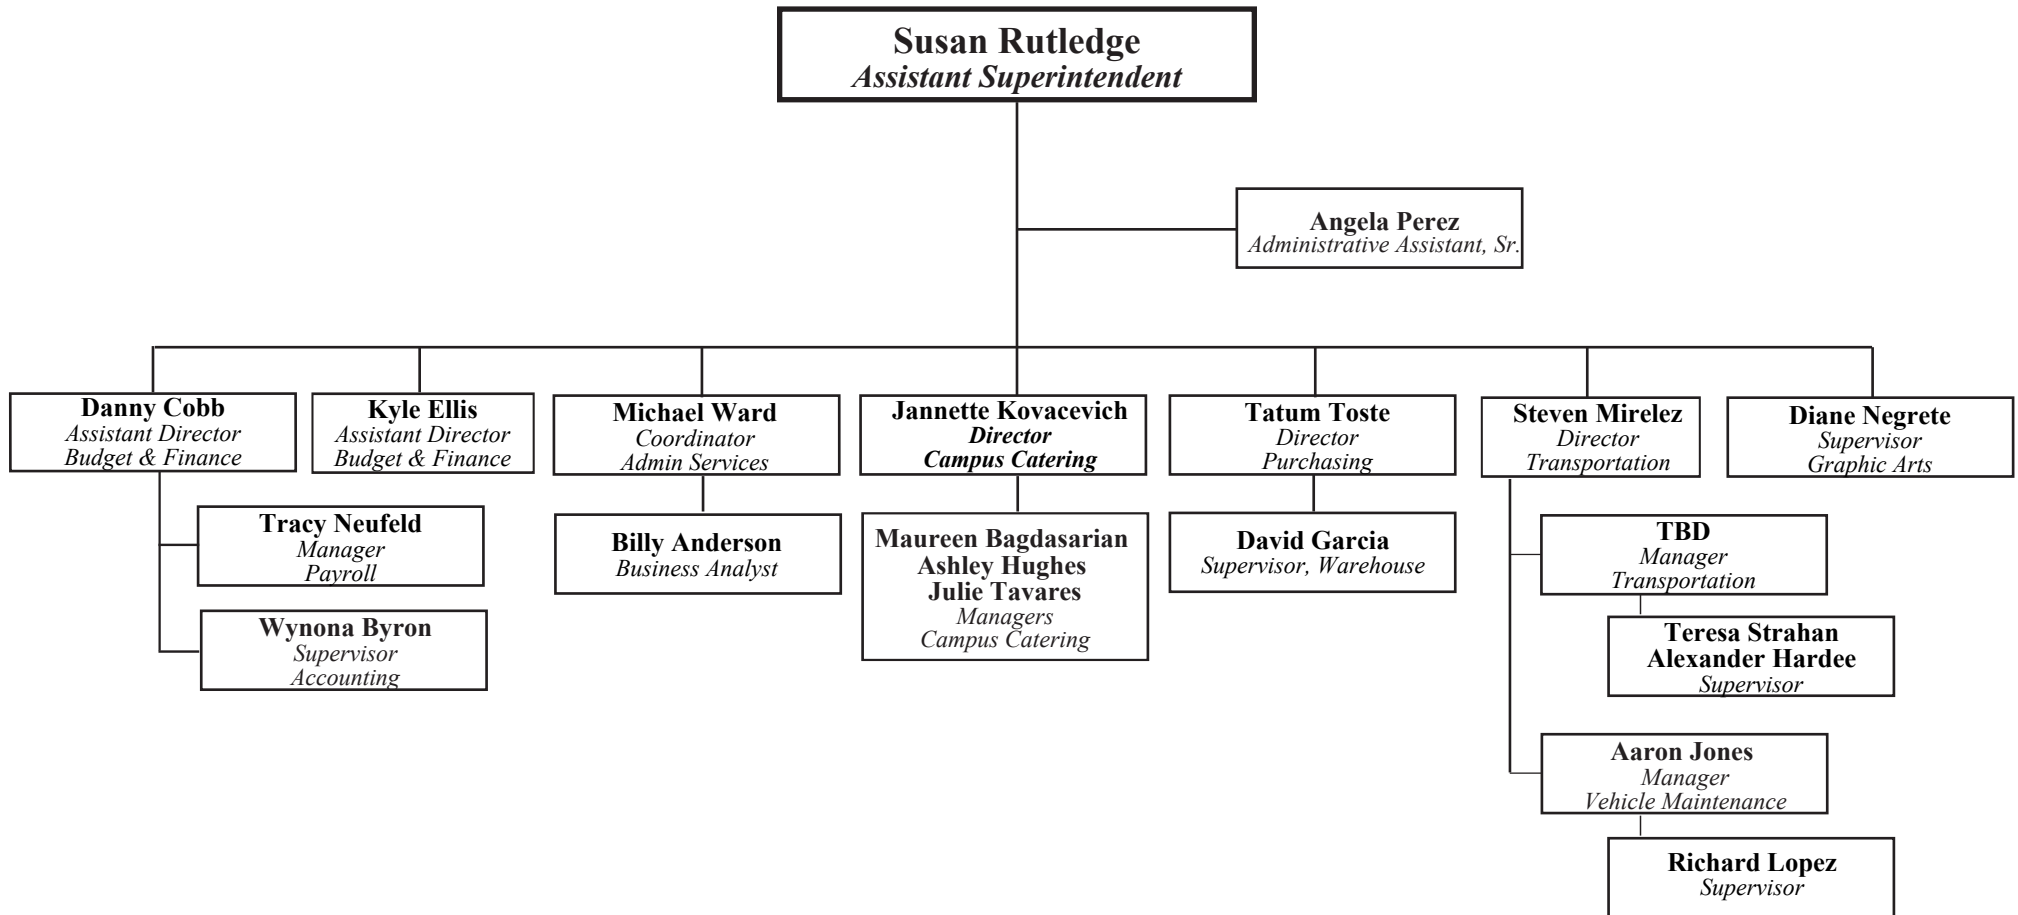 Susan Rutledge
Assistant Superintendent
Angela Perez
Administrative Assistant, Sr.
Danny Cobb
Assistant Director
Budget & Finance
Kyle Ellis
Assistant Director
Budget & Finance
Michael Ward
Coordinator
Admin Services
Jannette Kovacevich
Director
Campus Catering
Tatum Toste
Director
Purchasing
Steven Mirelez
Director
Transportation
Diane Negrete
Supervisor
Graphic Arts
Tracy Neufeld
Manager
Payroll
Wynona Byron
Supervisor
Accounting
Billy Anderson
Business Analyst
Maureen Bagdasarian
Ashley Hughes
Julie Tavares
Managers
Campus Catering
David Garcia
Supervisor, Warehouse
TBD
Manager
Transportation
Teresa Strahan
Alexander Hardee
Supervisor
Aaron Jones
Manager
Vehicle Maintenance
Richard Lopez
Supervisor